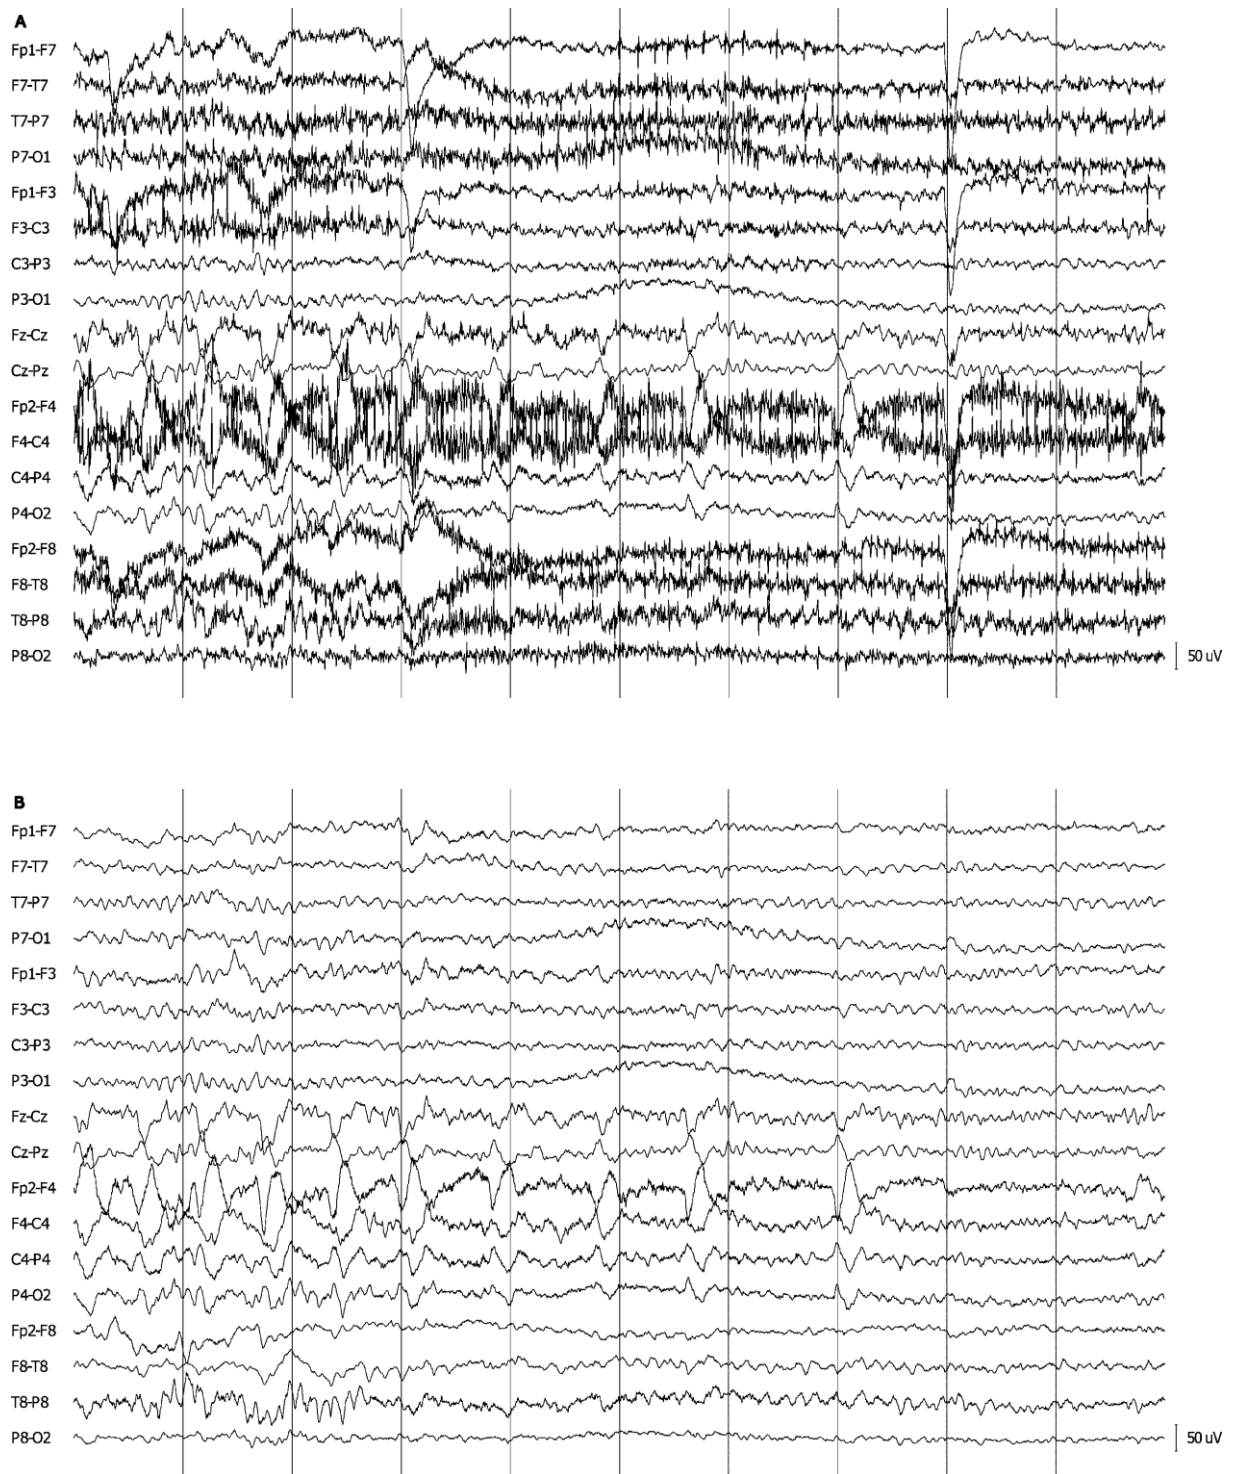 A
Fp1-F7
F7-T7
T7-P7
P7-O1
Fp1-F3
F3-C3
C3-P3
P3-O1
Fz-Cz
Cz-Pz
Fp2-F4
F4-C4
C4-P4
P4-O2
Fp2-F8
F8-T8
T8-P8
P8-O2
50 uV
B
Fp1-F7
F7-T7
T7-P7
P7-O1
Fp1-F3
F3-C3
C3-P3
P3-O1
Fz-Cz
Cz-Pz
Fp2-F4
F4-C4
C4-P4
P4-O2
Fp2-F8
F8-T8
T8-P8
P8-O2
50 uV